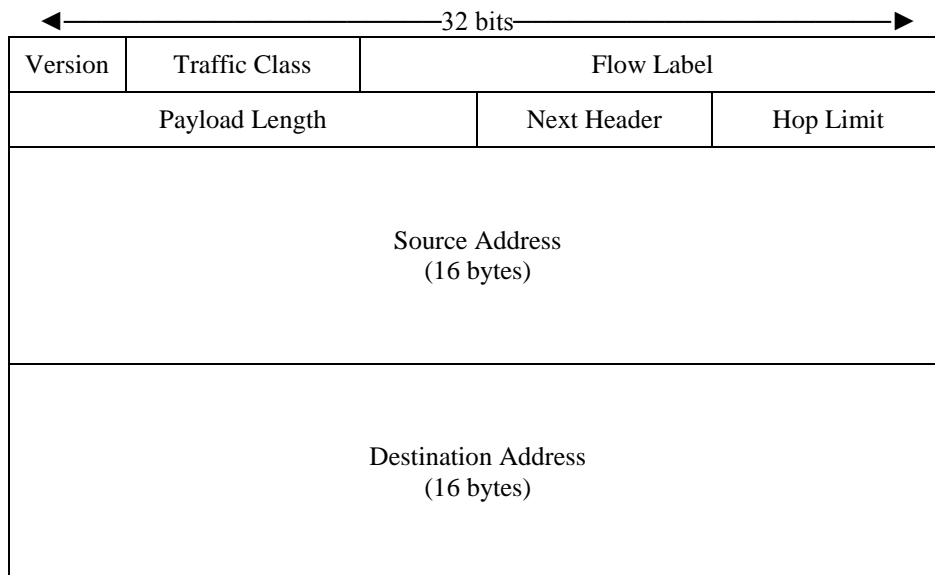 32 bits
Version Traffic Class Flow Label
Payload Length Next Header Hop Limit
Source Address
(16 bytes)
Destination Address
(16 bytes)